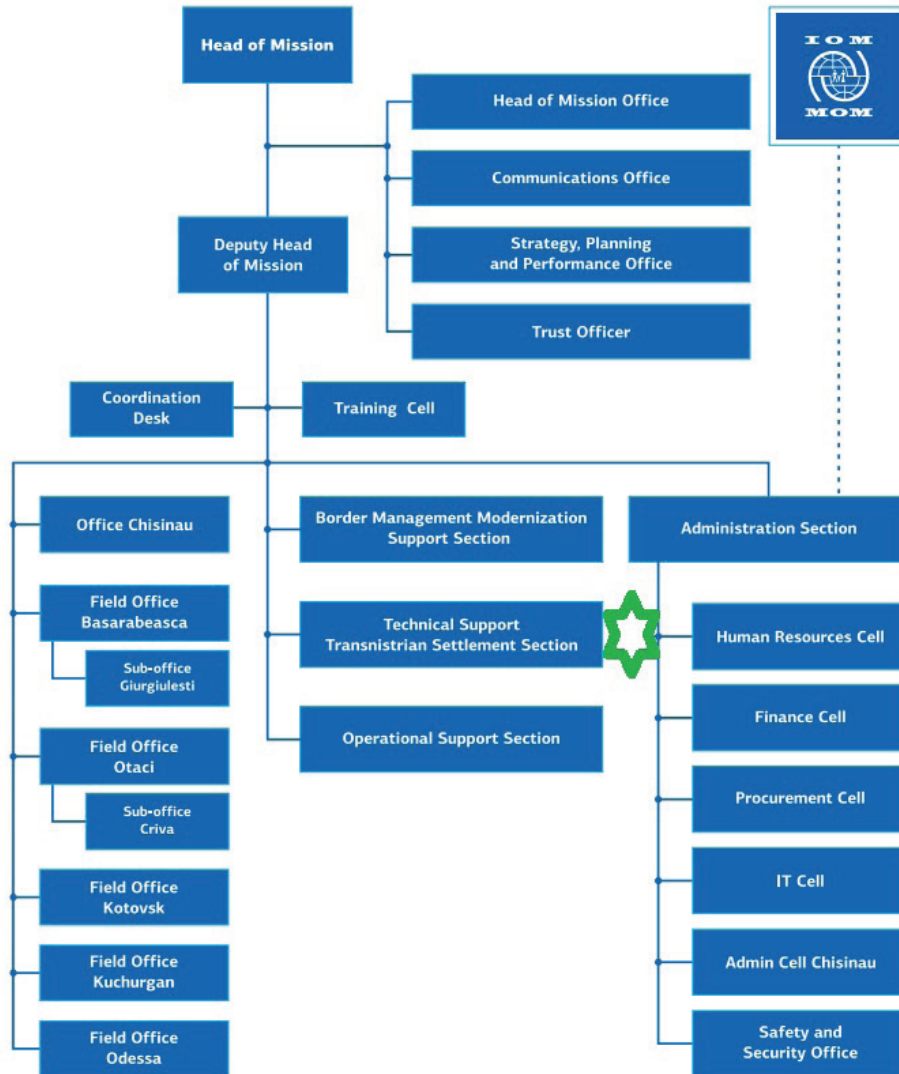 Head of Mission
IOM
MOM
Head of Mission Office
Communications Office
Deputy Head
of Mission
Strategy, Planning
and Performance Office
Trust Officer
Coordination
Desk
Training Cell
Office Chisinau
Field Office
Basarabeasca
Sub-office
Giurgiulesti
Field Office
Otaci
Sub-office
Criva
Field Office
Kotovsk
Field Office
Kuchurgan
Field Office
Odessa
Border Management Modernization
Support Section
Technical Support
Transnistrian Settlement Section
Operational Support Section
Administration Section
Human Resources Cell
Finance Cell
Procurement Cell
IT Cell
Admin Cell Chisinau
Safety and
Security Office